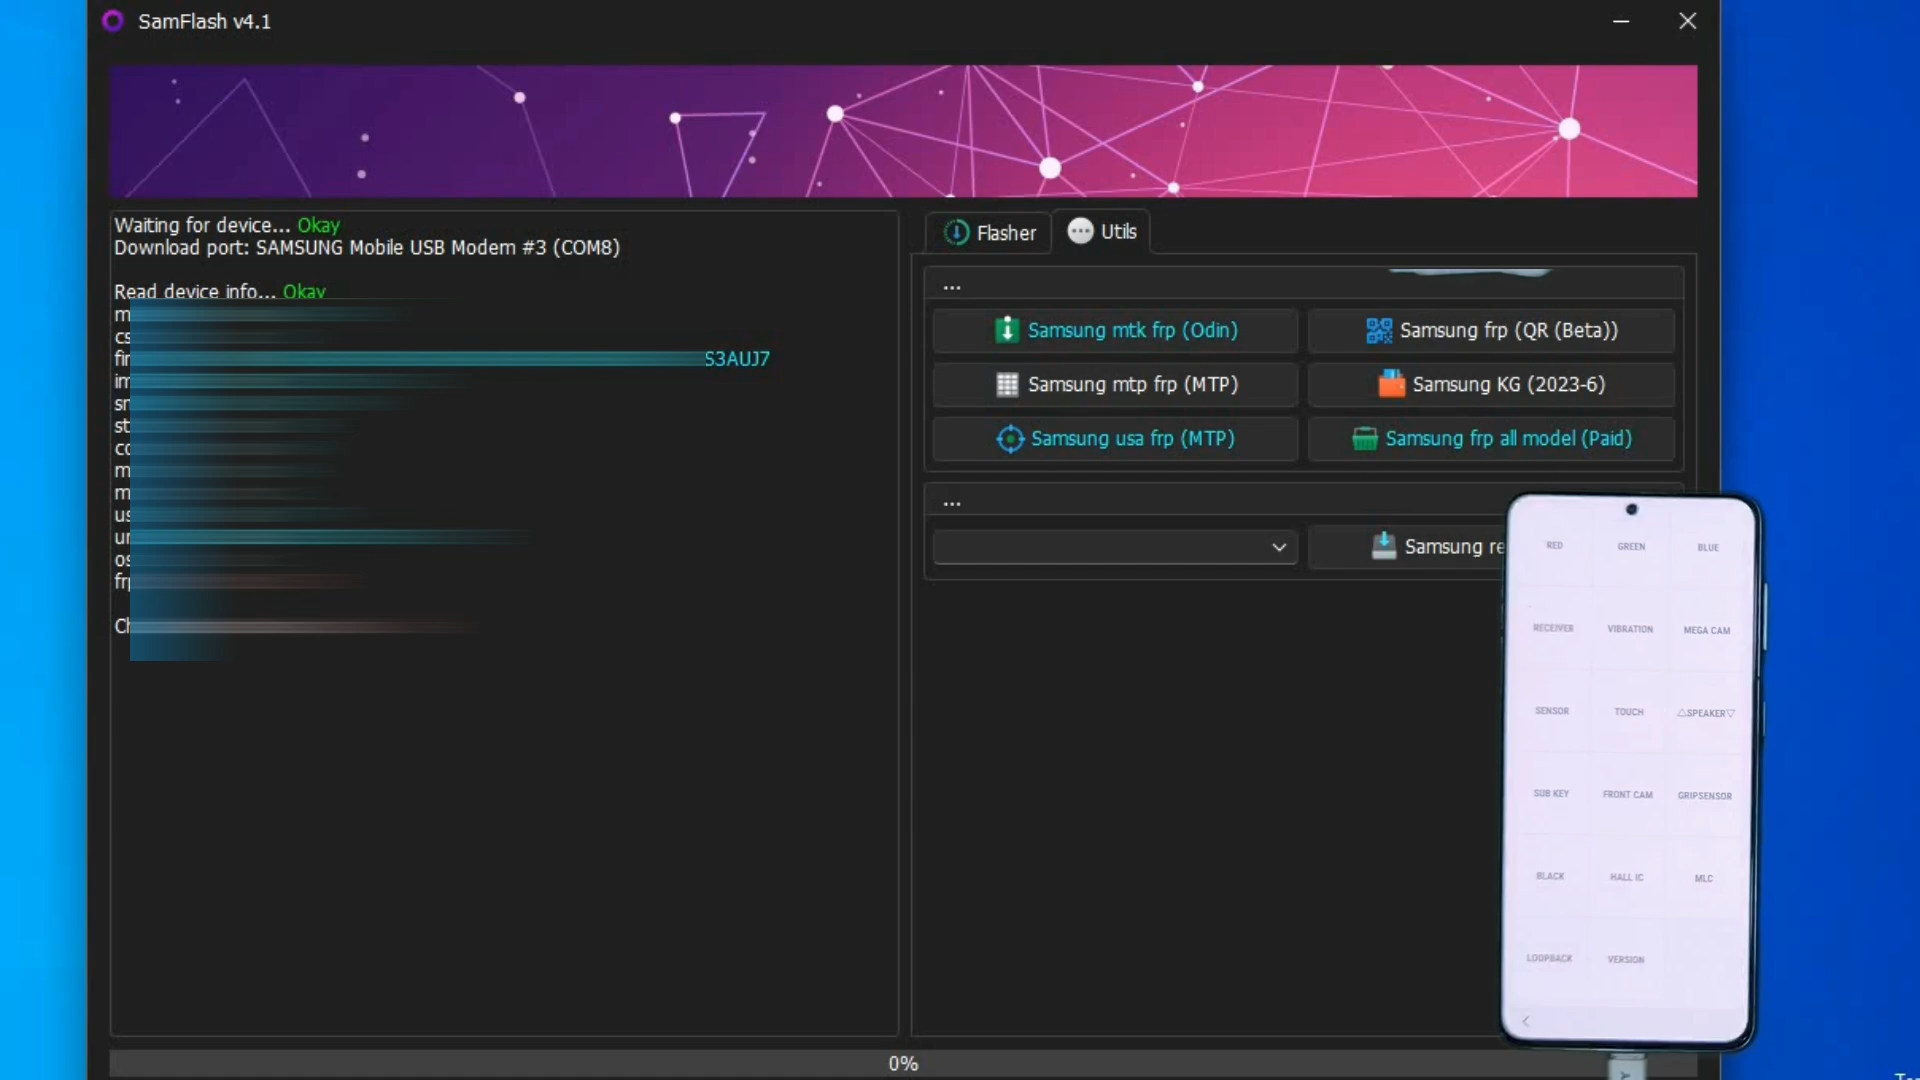 SamFlash v4.1
Waiting for device... Okay
Download port: SAMSUNG Mobile USB Modem #3 (COM8)
Read device info... Okay
S3AUJ7
Flasher
Utils
...
Samsung mtk frp (Odin)
Samsung frp (QR (Beta))
Samsung mtp frp (MTP)
Samsung KG (2023-6)
Samsung usa frp (MTP)
Samsung frp all model (Paid)
...
Samsung
0%
RED GREEN BLUE
RECEIVER VIBRATION MEGA CAM
SENSOR TOUCH △SPEAKER▽
SUB KEY FRONT CAM GRIPSENSOR
BLACK HALL IC MLC
LOOPBACK VERSION